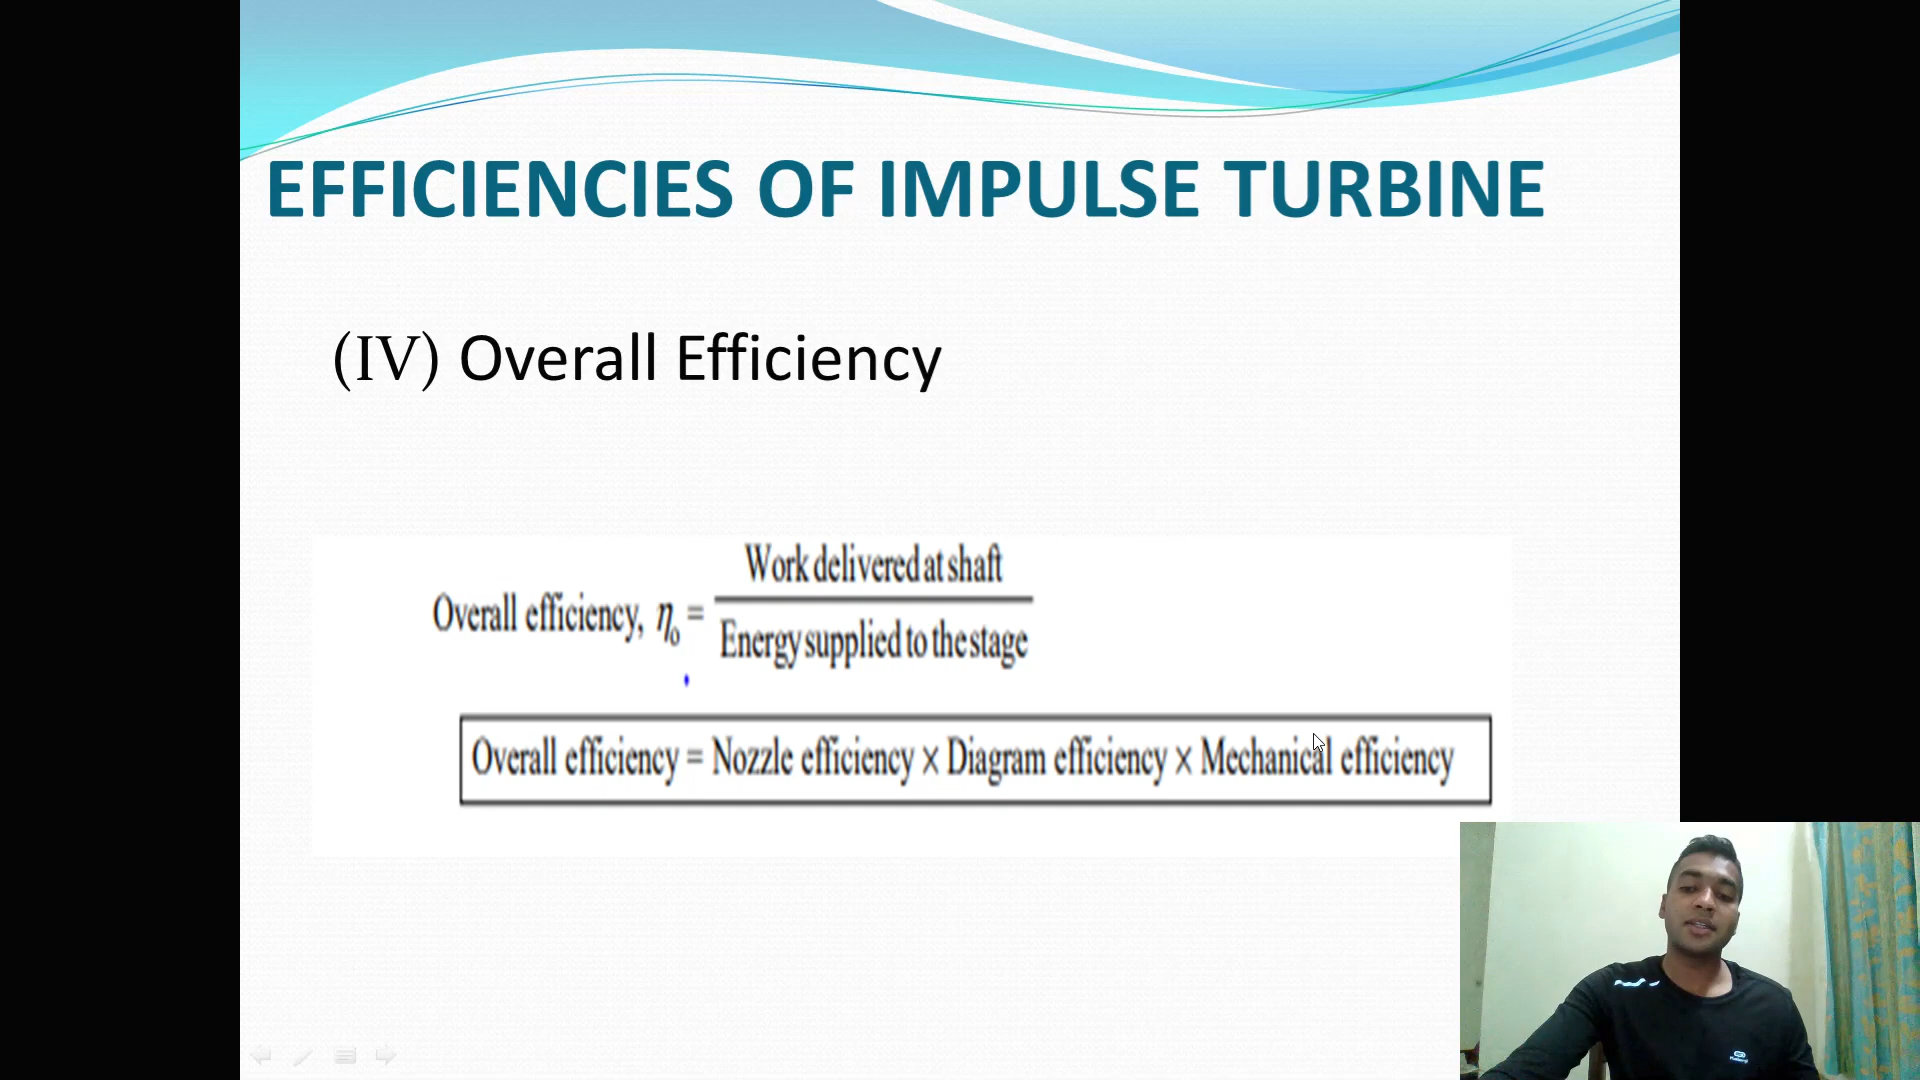 EFFICIENCIES OF IMPULSE TURBINE
(IV) Overall Efficiency
Work delivered at shaft
Overall efficiency, η₀ =
Energy supplied to the stage
Overall efficiency = Nozzle efficiency × Diagram efficiency × Mechanical efficiency